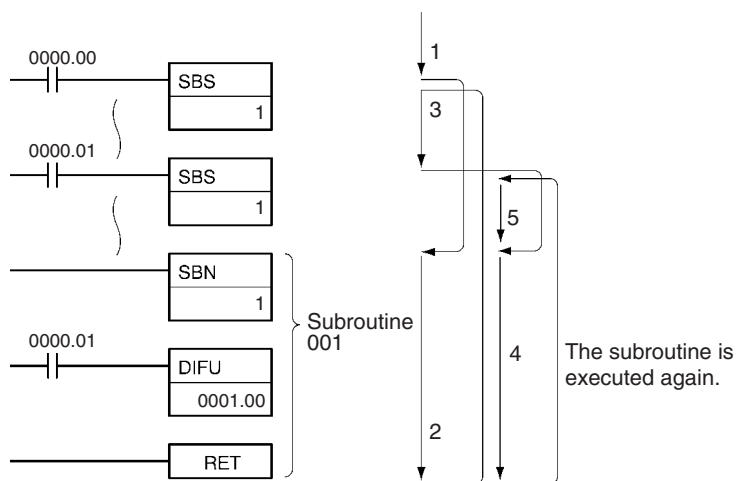 0000.00
SBS
1
0000.01
SBS
1
SBN
1
0000.01
DIFU
0001.00
RET
Subroutine
001
1
3
5
4
2
The subroutine is
executed again.